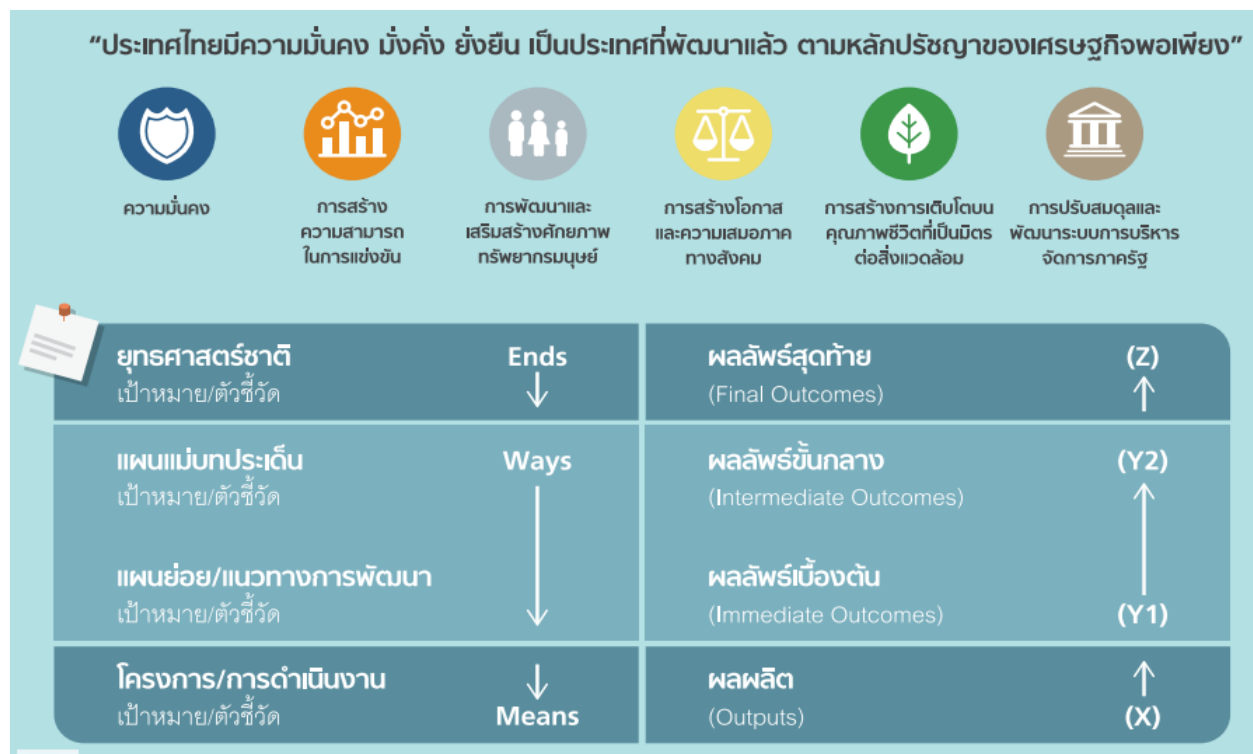 “ประเทศไทยมีความมั่นคง มั่งคั่ง ยั่งยืน เป็นประเทศที่พัฒนาแล้ว ตามหลักปรัชญาของเศรษฐกิจพอเพียง”
ความมั่นคง
การสร้าง
ความสามารถ
ในการแข่งขัน
การพัฒนาและ
เสริมสร้างศักยภาพ
ทรัพยากรมนุษย์
การสร้างโอกาส
และความเสมอภาค
ทางสังคม
การสร้างการเติบโตบน
คุณภาพชีวิตที่เป็นมิตร
ต่อสิ่งแวดล้อม
การปรับสมดุลและ
พัฒนาระบบการบริหาร
จัดการภาครัฐ
ยุทธศาสตร์ชาติ Ends ผลลัพธ์สุดท้าย (Z)
เป้าหมาย/ตัวชี้วัด (Final Outcomes)
แผนแม่บทประเด็น Ways ผลลัพธ์ขั้นกลาง (Y2)
เป้าหมาย/ตัวชี้วัด (Intermediate Outcomes)
แผนย่อย/แนวทางการพัฒนา ผลลัพธ์เบื้องต้น
เป้าหมาย/ตัวชี้วัด (Immediate Outcomes) (Y1)
โครงการ/การดำเนินงาน ผลผลิต
เป้าหมาย/ตัวชี้วัด Means (Outputs) (X)